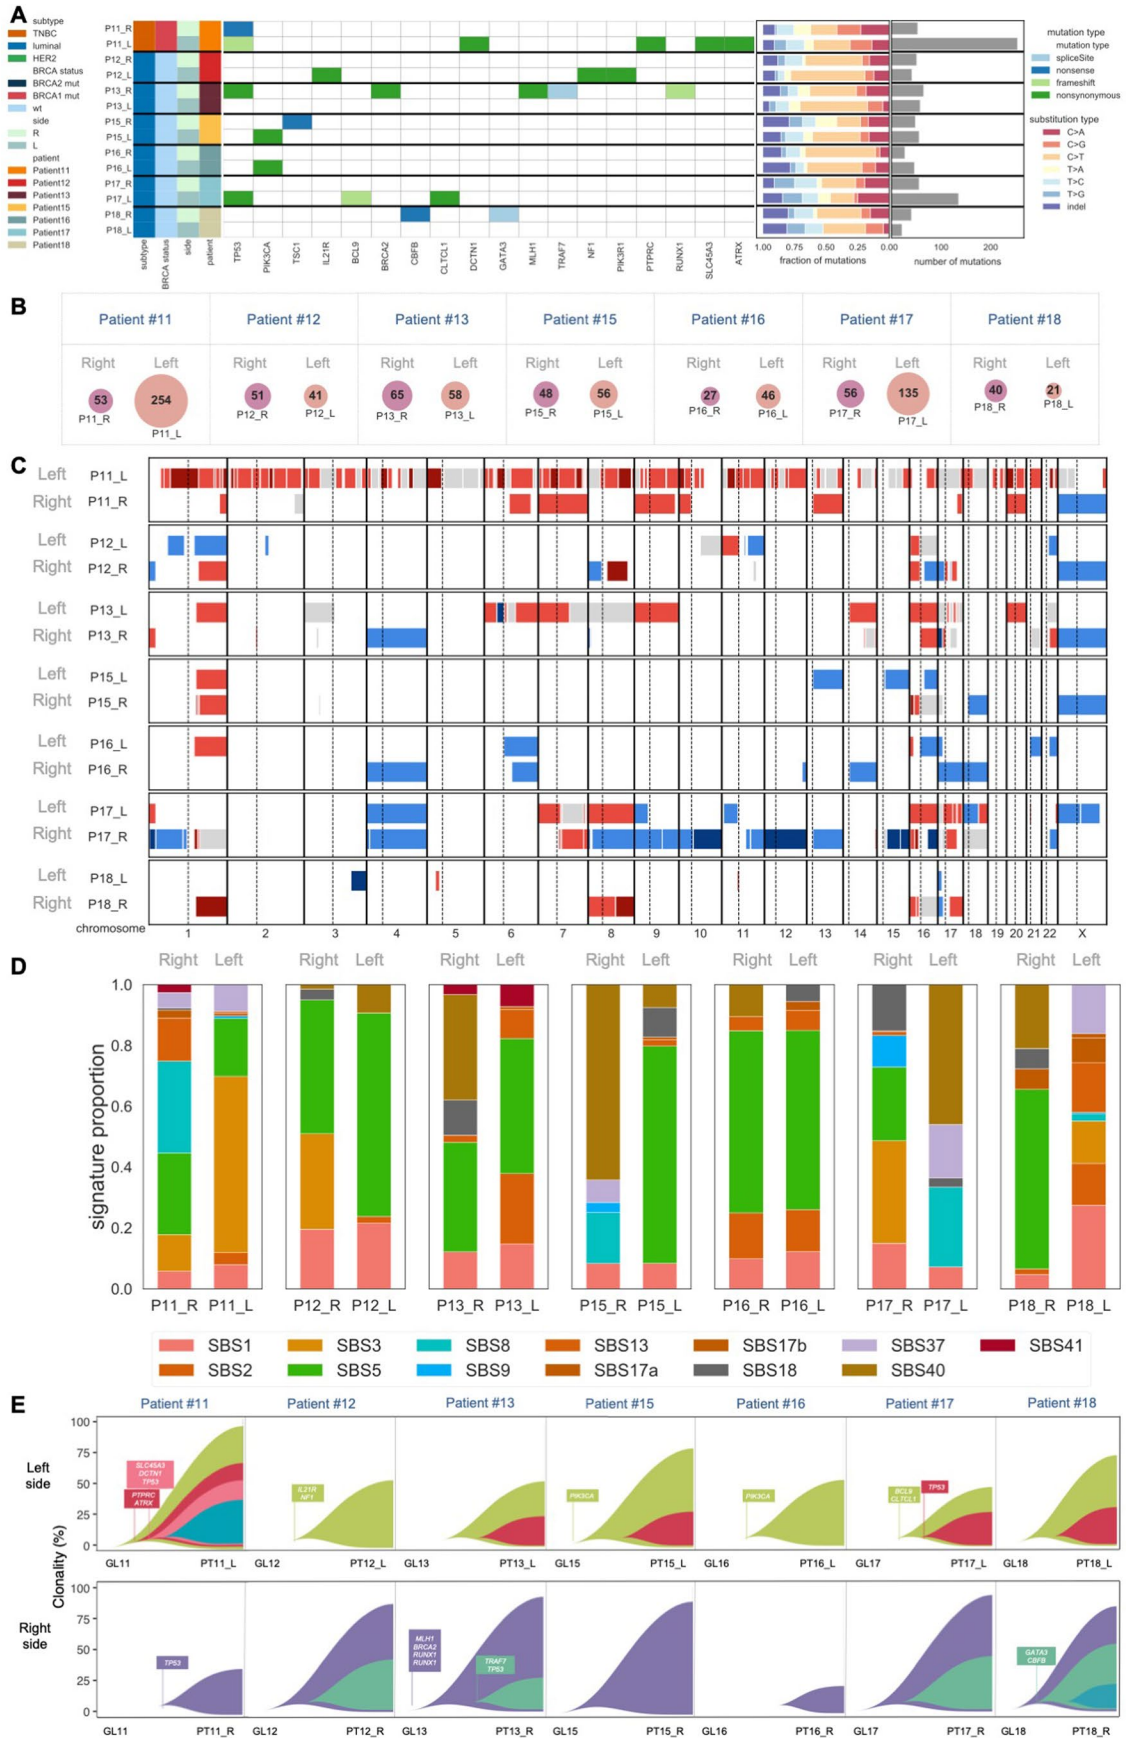 A
subtype
TNBC
luminal
HER2
BRCA status
BRCA2 mut
BRCA1 mut
wt
side
R
L
patient
Patient11
Patient12
Patient13
Patient15
Patient16
Patient17
Patient18
P11_R
P11_L
P12_R
P12_L
P13_R
P13_L
P15_R
P15_L
P16_R
P16_L
P17_R
P17_L
P18_R
P18_L
subtype
BRCA status
side
patient
TP53
PIK3CA
TSC1
IL21R
BCL9
BRCA2
CBFB
CLTCL1
DCTN1
GATA3
MLH1
TRAF7
NF1
PIK3R1
PTPRC
RUNX1
SLC45A3
ATRX
1.00 0.75 0.50 0.25 0.00
fraction of mutations
100 200
number of mutations
mutation type
mutation type
spliceSite
nonsense
frameshift
nonsynonymous
substitution type
C>A
C>G
C>T
T>A
T>C
T>G
indel
B
Patient #11 Patient #12 Patient #13 Patient #15 Patient #16 Patient #17 Patient #18
Right Left Right Left Right Left Right Left Right Left Right Left Right Left
53 254 51 41 65 58 48 56 27 46 56 135 40 21
P11_R P11_L P12_R P12_L P13_R P13_L P15_R P15_L P16_R P16_L P17_R P17_L P18_R P18_L
C
Left P11_L
Right P11_R
Left P12_L
Right P12_R
Left P13_L
Right P13_R
Left P15_L
Right P15_R
Left P16_L
Right P16_R
Left P17_L
Right P17_R
Left P18_L
Right P18_R
chromosome 1 2 3 4 5 6 7 8 9 10 11 12 13 14 15 16 17 18 19 20 21 22 X
D
Right Left Right Left Right Left Right Left Right Left Right Left Right Left
signature proportion
1.0
0.8
0.6
0.4
0.2
0.0
P11_R P11_L P12_R P12_L P13_R P13_L P15_R P15_L P16_R P16_L P17_R P17_L P18_R P18_L
SBS1 SBS3 SBS8 SBS13 SBS17b SBS37 SBS41
SBS2 SBS5 SBS9 SBS17a SBS18 SBS40
E
Patient #11 Patient #12 Patient #13 Patient #15 Patient #16 Patient #17 Patient #18
Clonality (%)
Left side
100
75
50
25
0
SLC45A3
DCTN1
TP53
PTPRC
ATRX
IL21R
NF1
PIK3CA
PIK3CA
BCL9
CLTCL1
TP53
GL11 PT11_L GL12 PT12_L GL13 PT13_L GL15 PT15_L GL16 PT16_L GL17 PT17_L GL18 PT18_L
Right side
100
75
50
25
0
TP53
MLH1
BRCA2
RUNX1
RUNX1
TRAF7
TP53
GATA3
CBFB
GL11 PT11_R GL12 PT12_R GL13 PT13_R GL15 PT15_R GL16 PT16_R GL17 PT17_R GL18 PT18_R